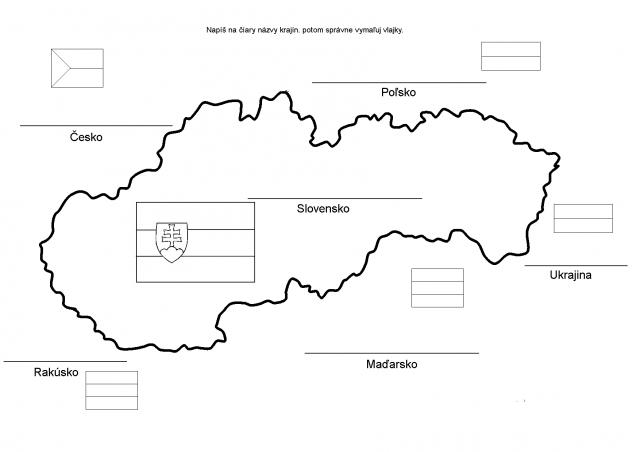 Napíš na čiary názvy krajín. potom správne vymaľuj vlajky.
Poľsko
Česko
Slovensko
Ukrajina
Maďarsko
Rakúsko